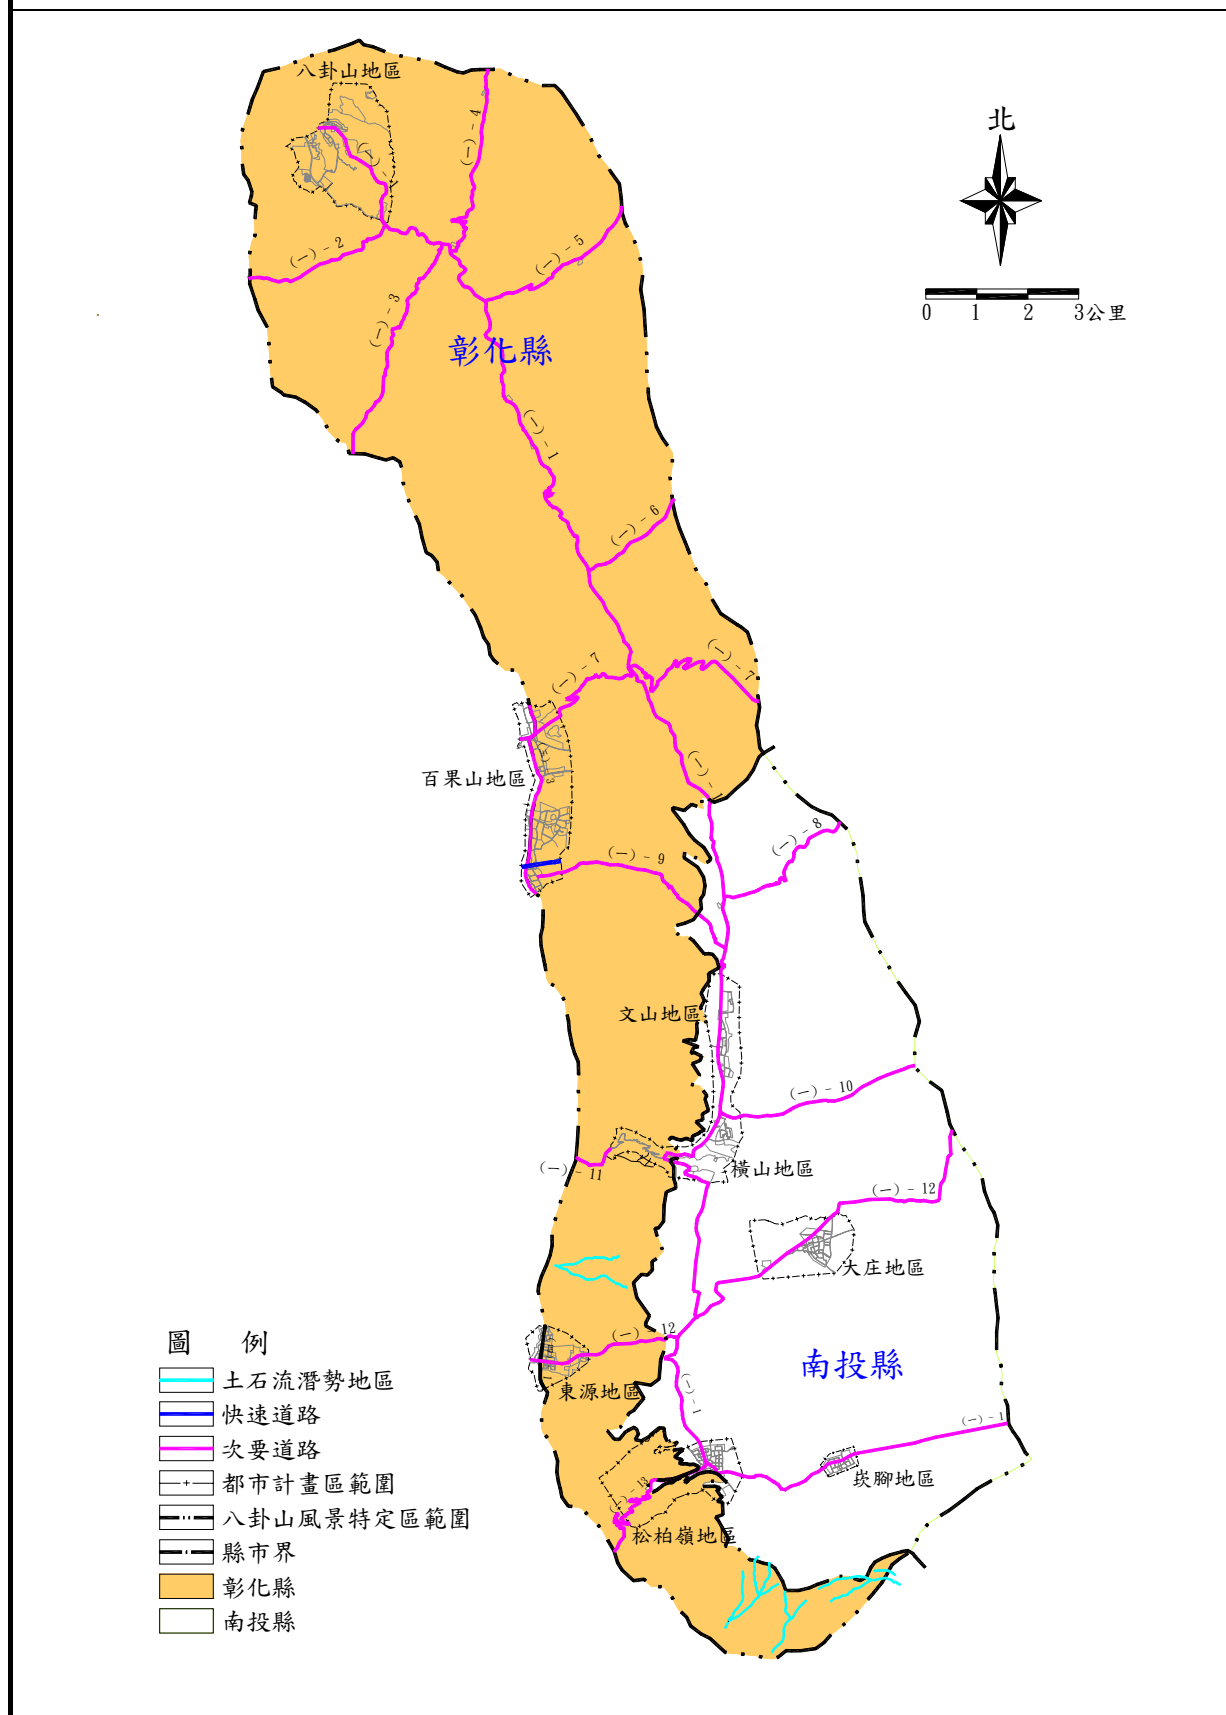 八卦山地區
北
(一)-4
(一)-1
(一)-2
(一)-5
(一)-3
0 1 2 3公里
彰化縣
(一)-1
(一)-6
(一)-7
(一)-7
百果山地區
(一)-1
(一)-8
(一)-9
文山地區
(一)-10
橫山地區
(一)-11
(一)-12
大庄地區
(一)-12
南投縣
東源地區
(一)-1
(一)-1
崁腳地區
(一)-13
松柏嶺地區
圖 例
土石流潛勢地區
快速道路
次要道路
都市計畫區範圍
八卦山風景特定區範圍
縣市界
彰化縣
南投縣